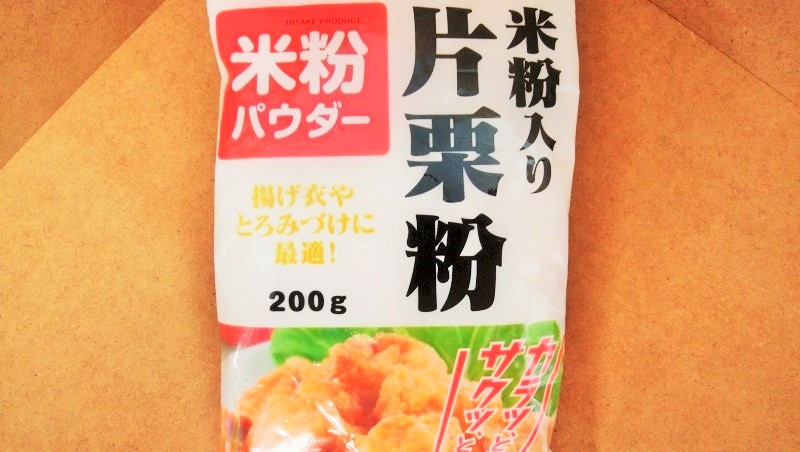 MITAKE PRODUCE
米粉
パウダー
米粉入り
片栗粉
揚げ衣や
とろみづけに
最適!
200g
カラッと
サクッと